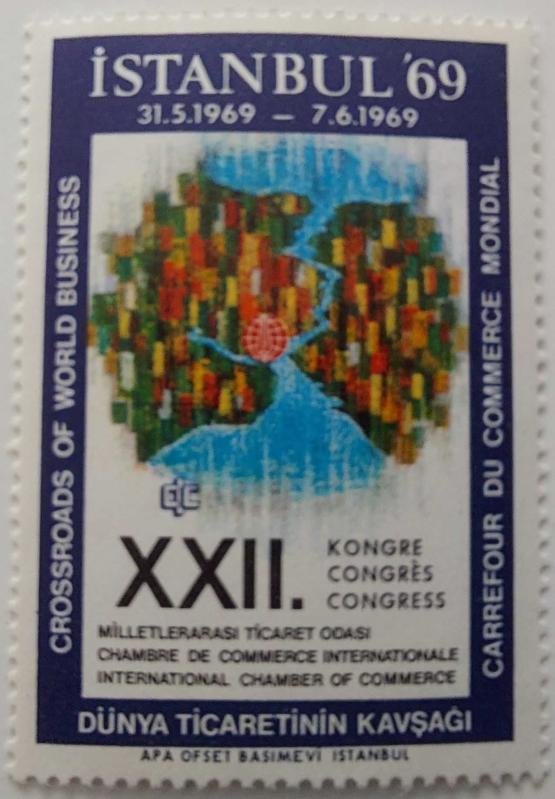 İSTANBUL '69
31.5.1969 — 7.6.1969
CROSSROADS OF WORLD BUSINESS
CARREFOUR DU COMMERCE MONDIAL
XXII.
KONGRE
CONGRÈS
CONGRESS
MİLLETLERARASI TİCARET ODASI
CHAMBRE DE COMMERCE INTERNATIONALE
INTERNATIONAL CHAMBER OF COMMERCE
DÜNYA TİCARETİNİN KAVŞAĞI
APA OFSET BASIMEVİ ISTANBUL